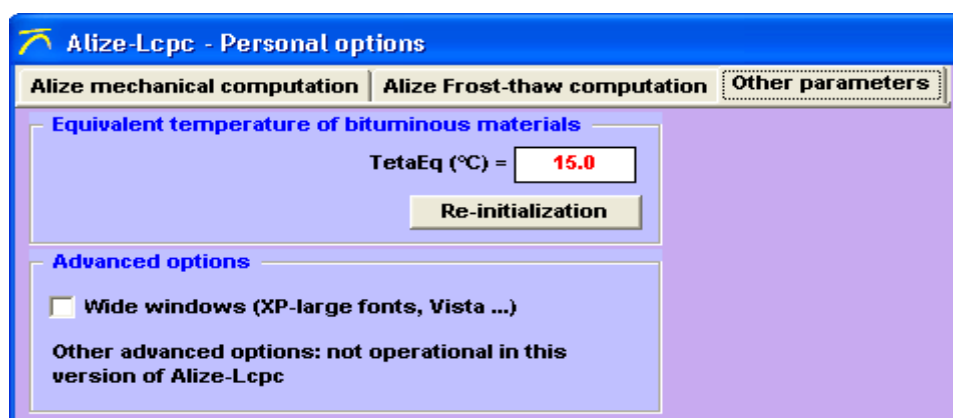 Alize-Lcpc - Personal options
Alize mechanical computation Alize Frost-thaw computation Other parameters
Equivalent temperature of bituminous materials
TetaEq (°C) = 15.0
Re-initialization
Advanced options
Wide windows (XP-large fonts, Vista ...)
Other advanced options: not operational in this
version of Alize-Lcpc